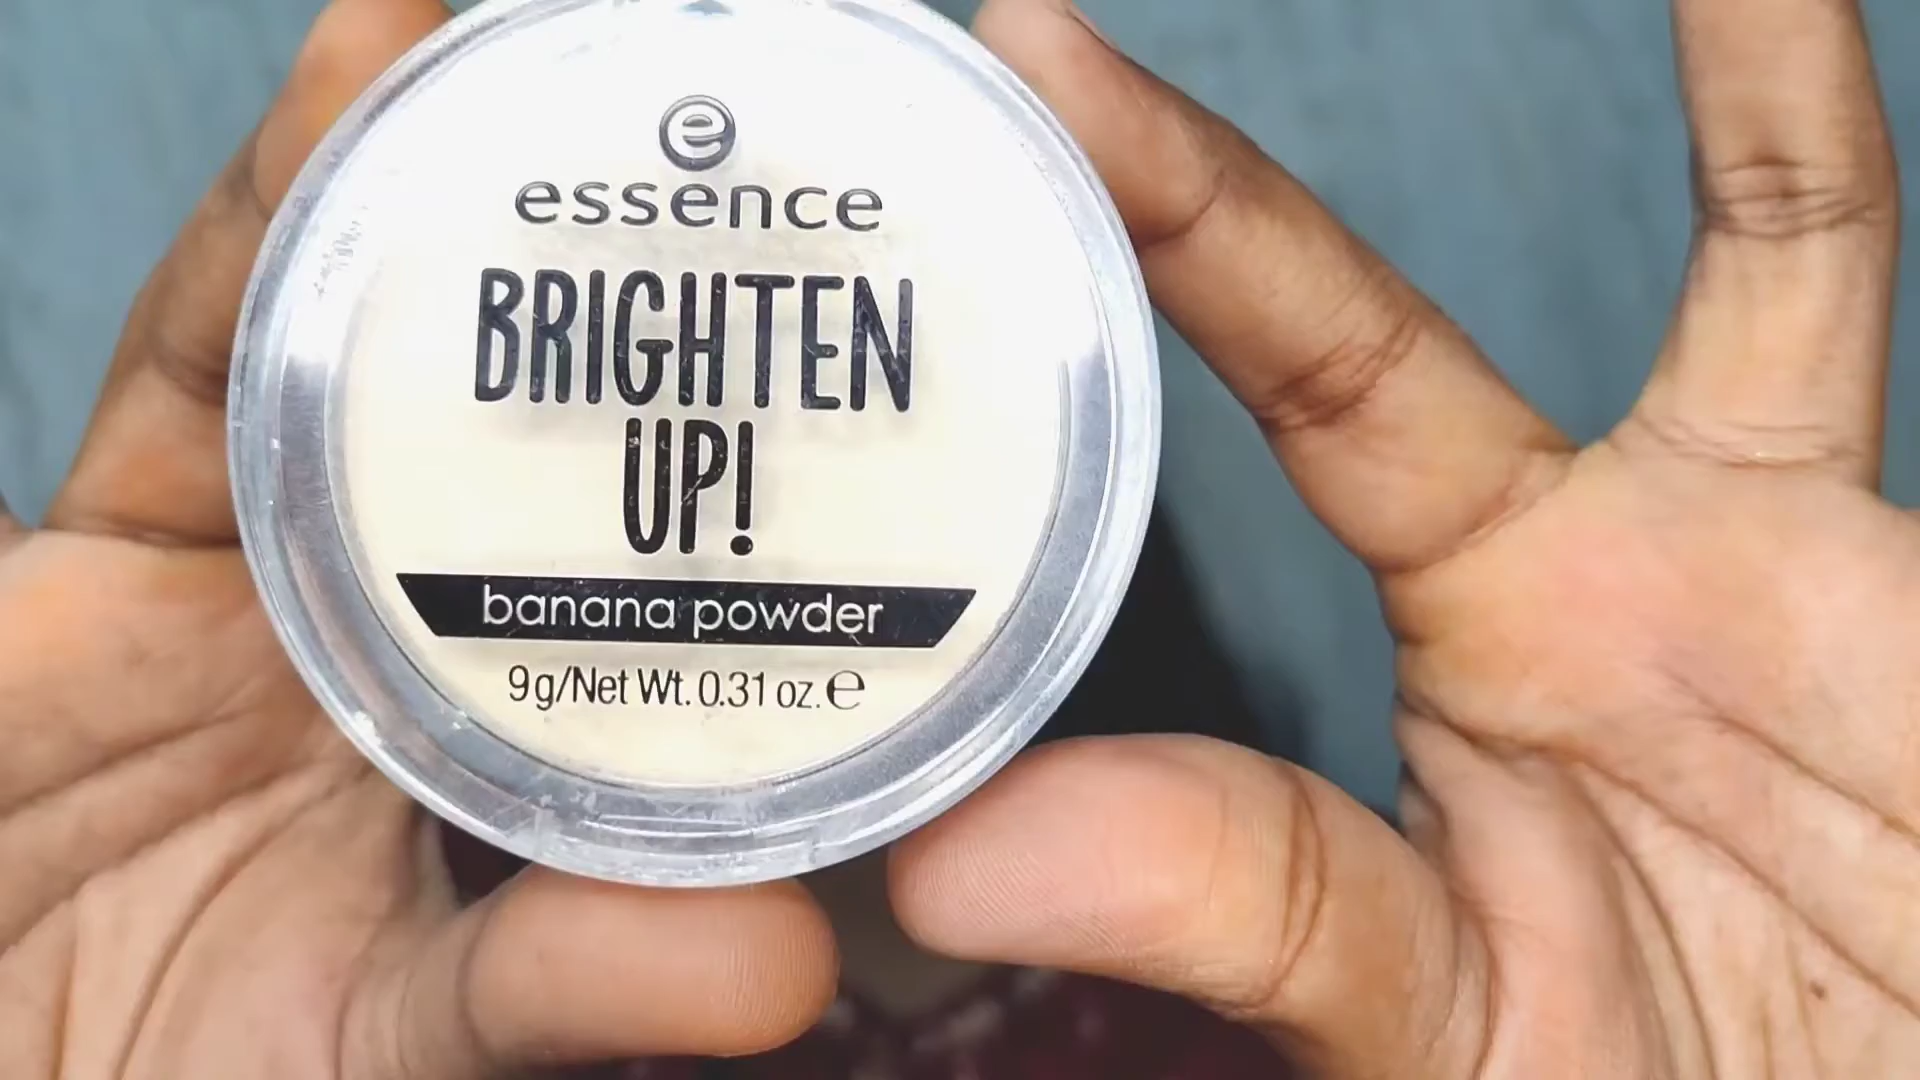 e
essence
BRIGHTEN
UP!
banana powder
9g/Net Wt. 0.31 oz. ℮